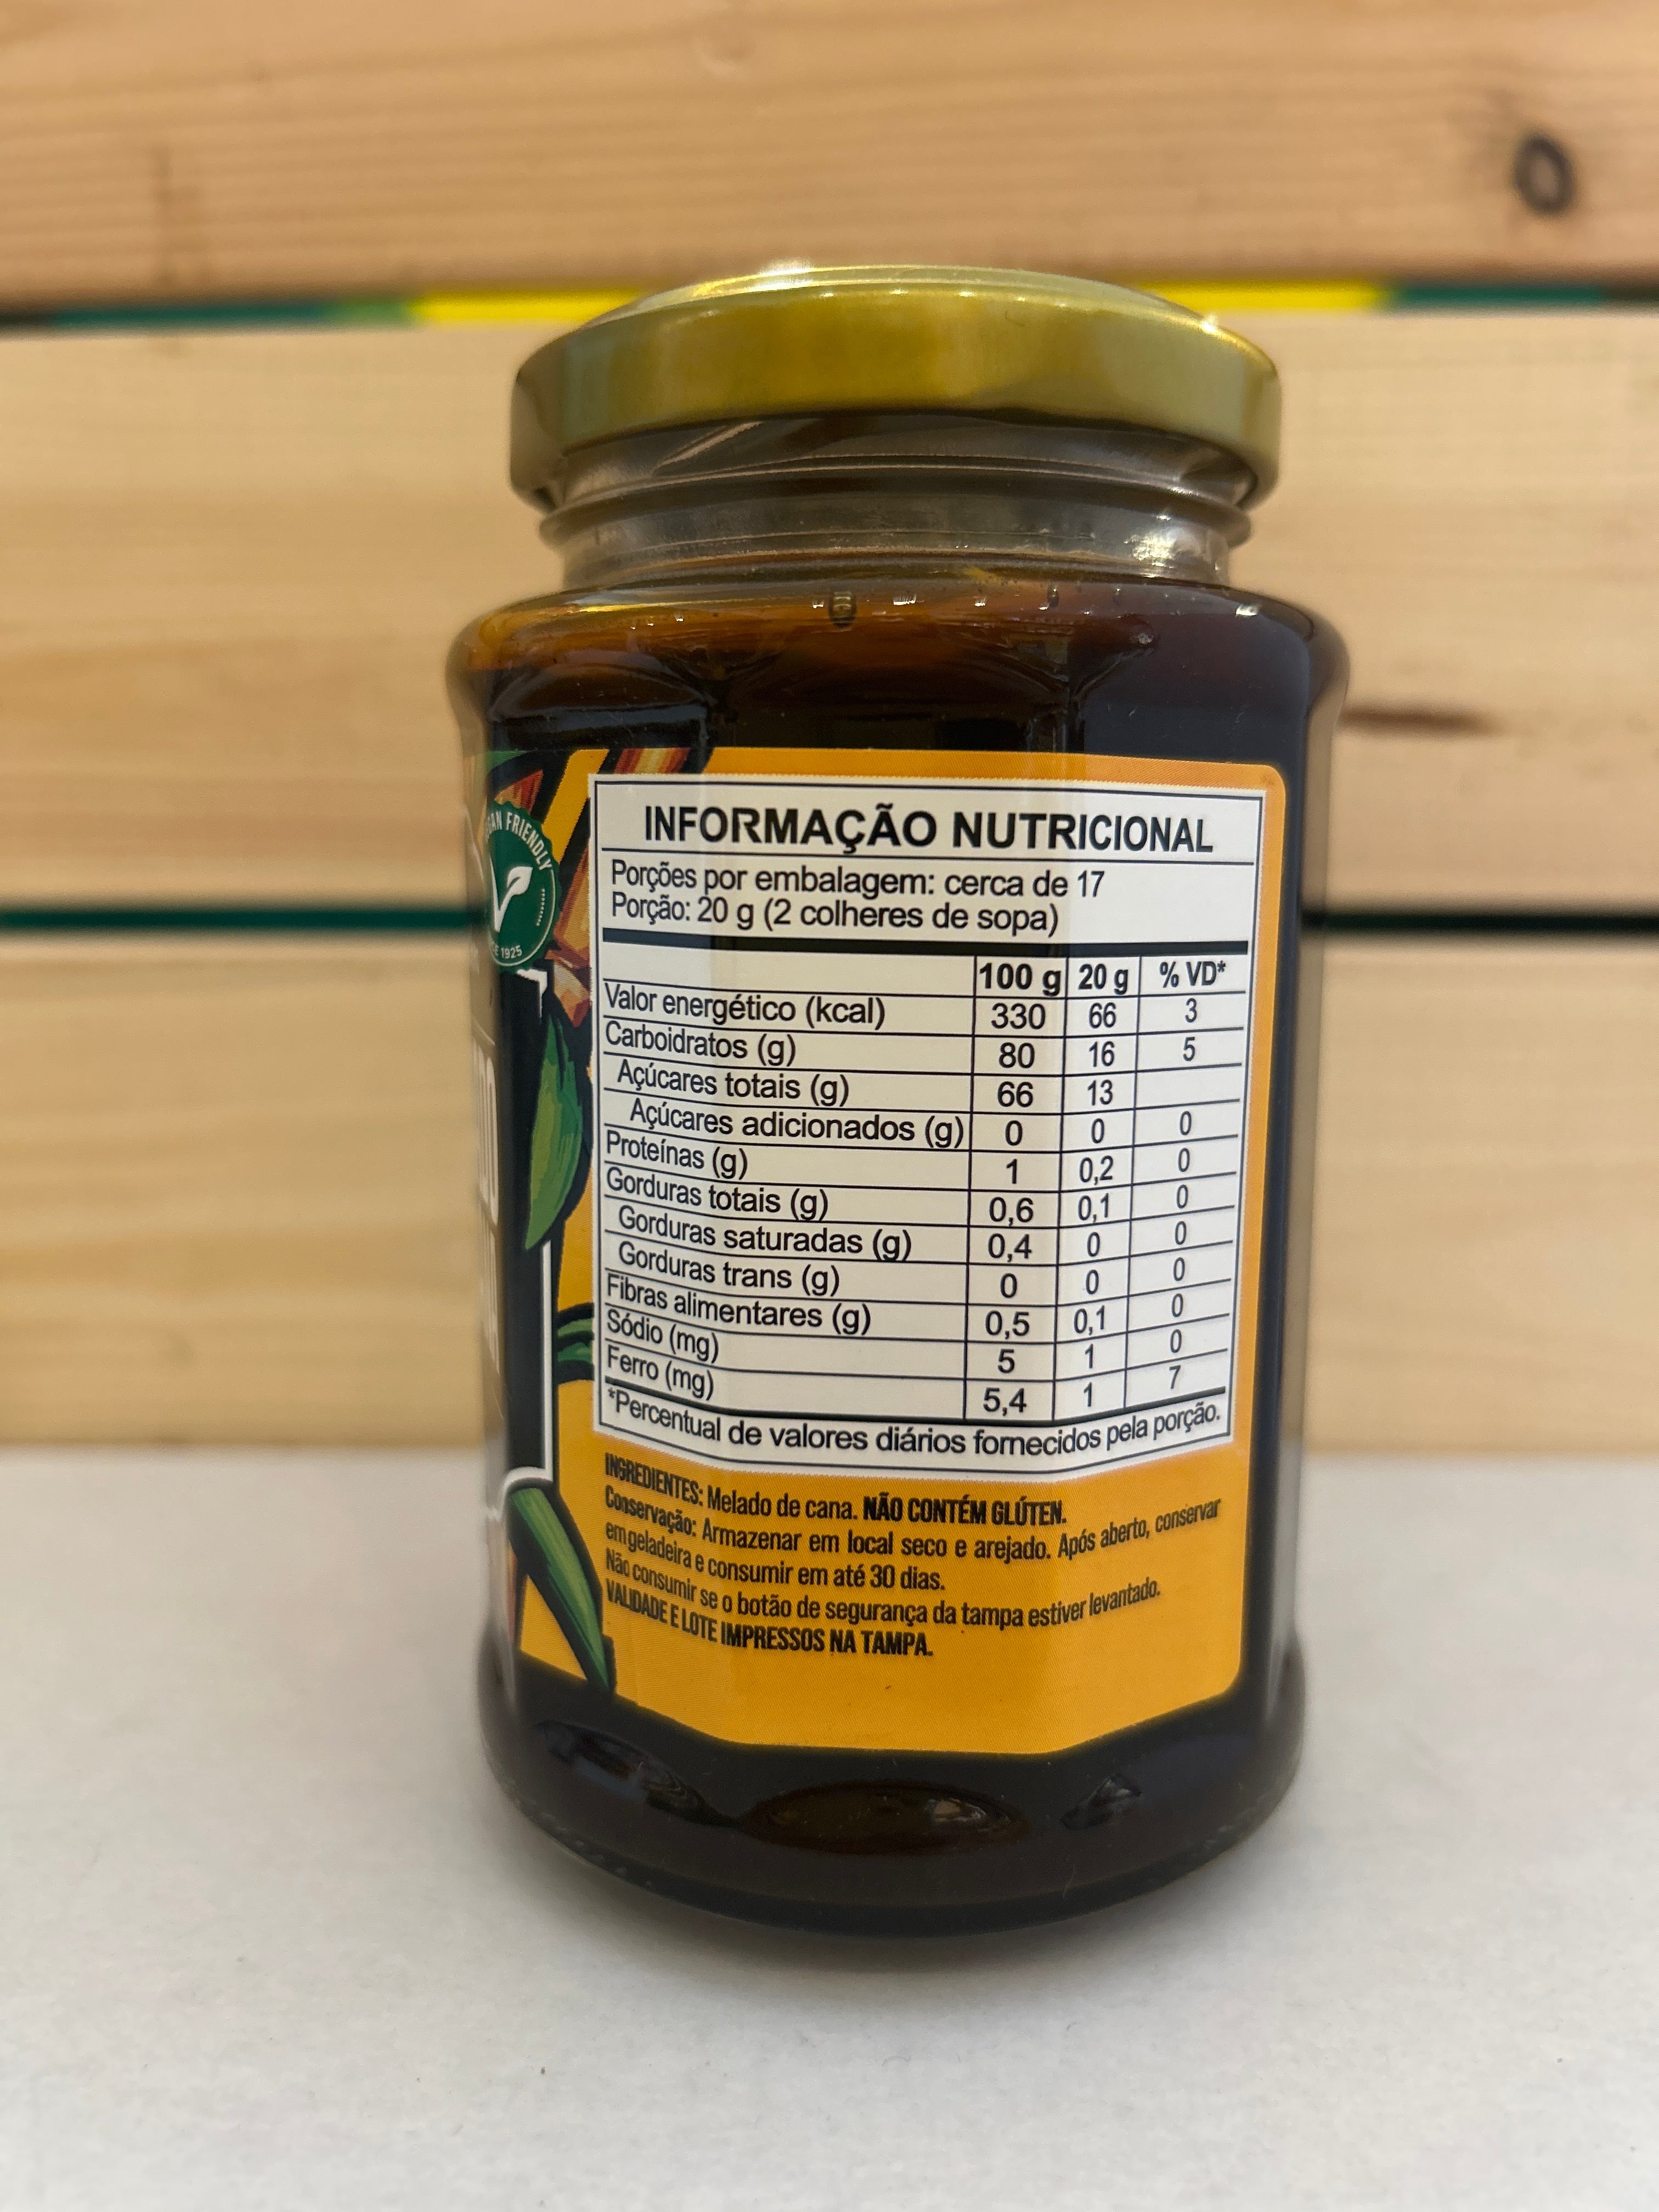 FRIENDLY
1925
INFORMAÇÃO NUTRICIONAL
Porções por embalagem: cerca de 17
Porção: 20 g (2 colheres de sopa)
100 g 20 g % VD*
Valor energético (kcal) 330 66 3
Carboidratos (g) 80 16 5
Açúcares totais (g) 66 13
Açúcares adicionados (g) 0 0 0
Proteínas (g) 1 0,2 0
Gorduras totais (g) 0,6 0,1 0
Gorduras saturadas (g) 0,4 0 0
Gorduras trans (g) 0 0 0
Fibras alimentares (g) 0,5 0,1 0
Sódio (mg) 5 1 0
Ferro (mg) 5,4 1 7
*Percentual de valores diários fornecidos pela porção.
INGREDIENTES: Melado de cana. NÃO CONTÉM GLÚTEN.
Conservação: Armazenar em local seco e arejado. Após aberto, conservar
em geladeira e consumir em até 30 dias.
Não consumir se o botão de segurança da tampa estiver levantado.
VALIDADE E LOTE IMPRESSOS NA TAMPA.